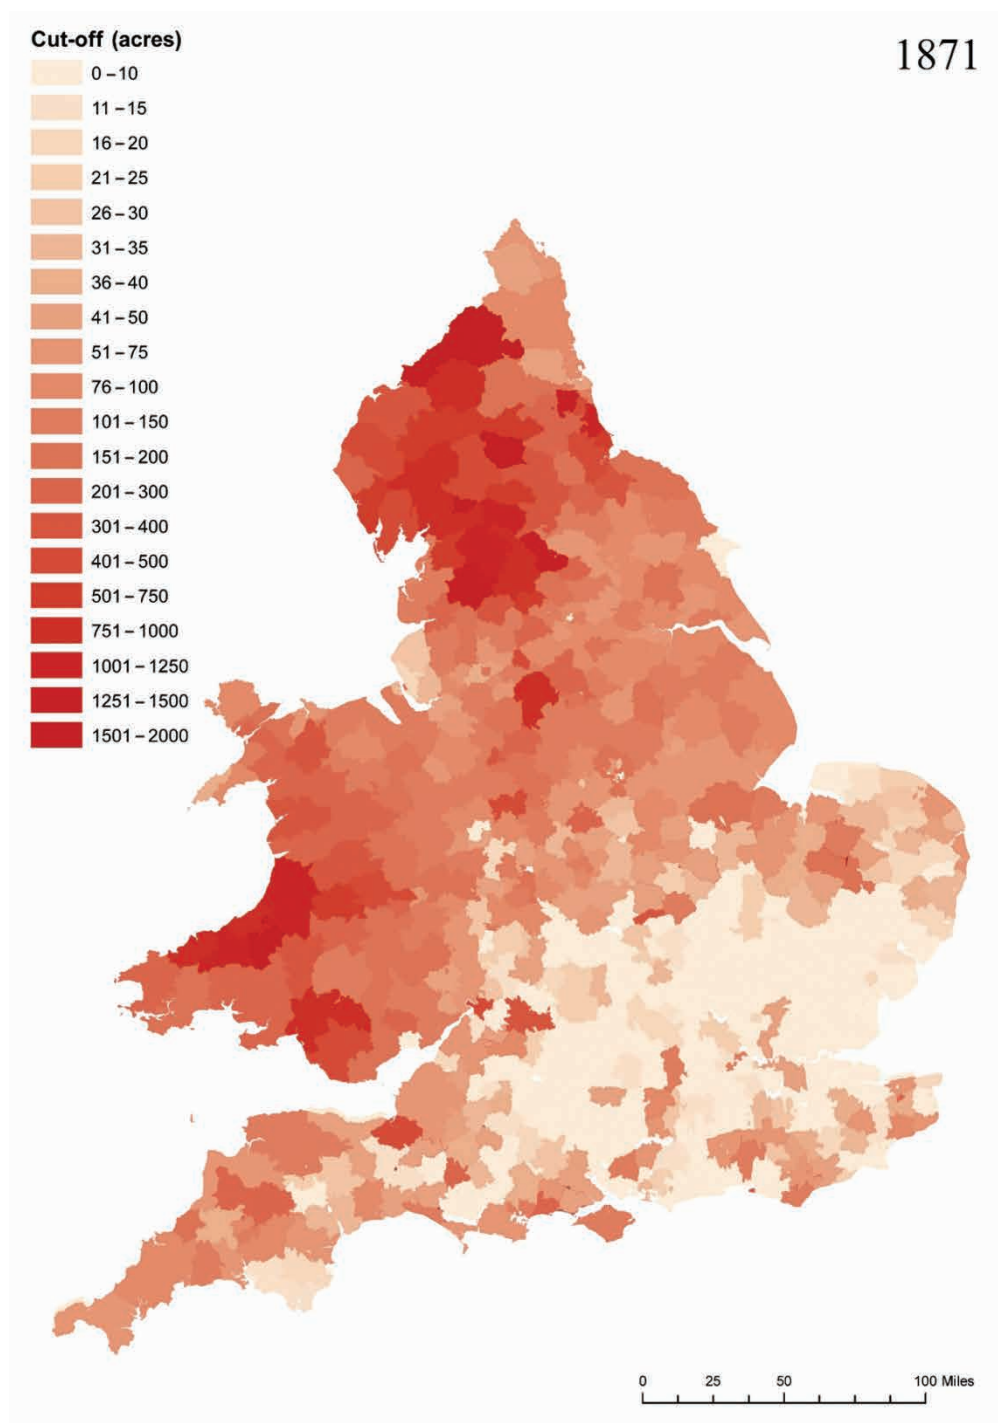 Cut-off (acres)
1871
0 – 10
11 – 15
16 – 20
21 – 25
26 – 30
31 – 35
36 – 40
41 – 50
51 – 75
76 – 100
101 – 150
151 – 200
201 – 300
301 – 400
401 – 500
501 – 750
751 – 1000
1001 – 1250
1251 – 1500
1501 – 2000
0 25 50 100 Miles